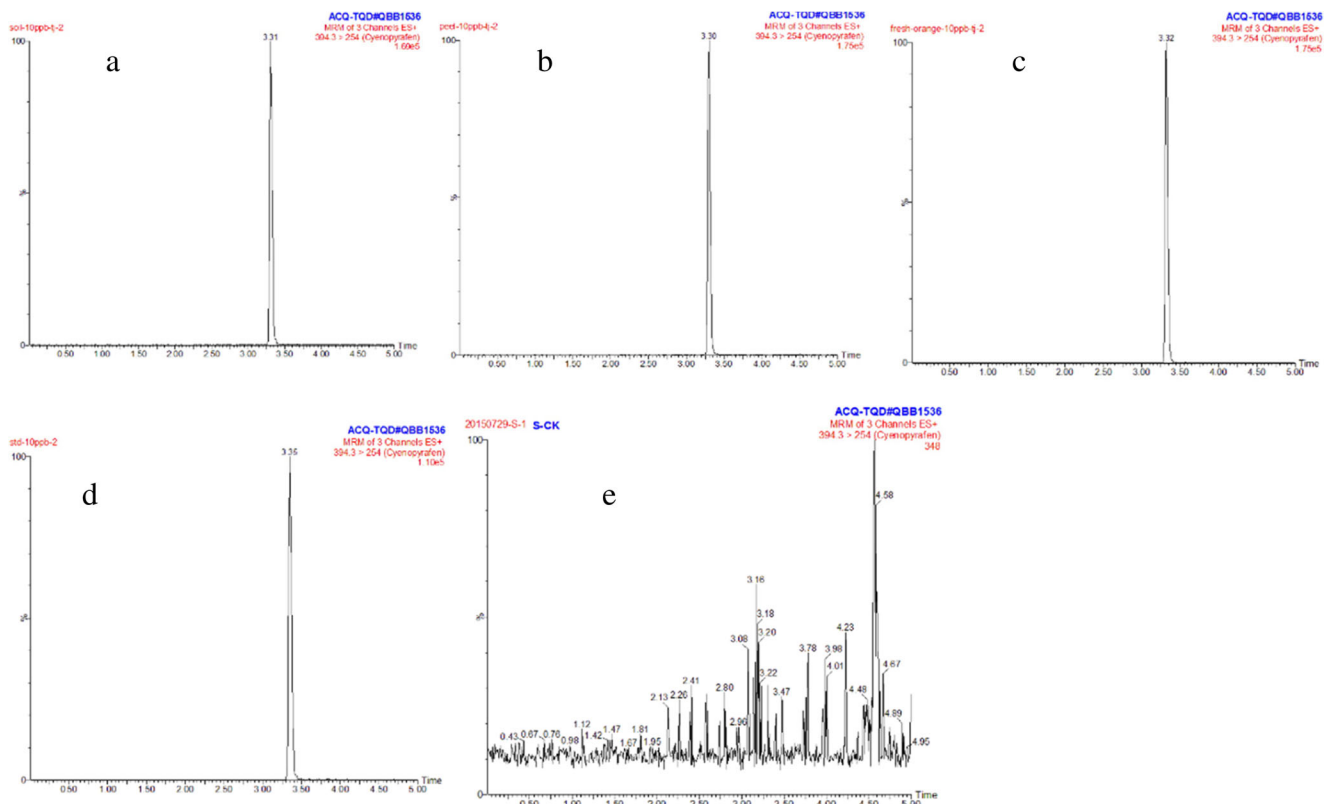 soil-10ppb-tj-2
ACQ-TQD#QBB1536
MRM of 3 Channels ES+
394.3 > 254 (Cyenopyrafen)
1.69e5
100
3.31
a
%
0
0.50 1.00 1.50 2.00 2.50 3.00 3.50 4.00 4.50 5.00 Time
peel-10ppb-tj-2
ACQ-TQD#QBB1536
MRM of 3 Channels ES+
394.3 > 254 (Cyenopyrafen)
1.75e5
100
3.30
b
%
0
0.50 1.00 1.50 2.00 2.50 3.00 3.50 4.00 4.50 5.00 Time
fresh-orange-10ppb-tj-2
ACQ-TQD#QBB1536
MRM of 3 Channels ES+
394.3 > 254 (Cyenopyrafen)
1.75e5
100
3.32
c
%
0
0.50 1.00 1.50 2.00 2.50 3.00 3.50 4.00 4.50 5.00 Time
std-10ppb-2
ACQ-TQD#QBB1536
MRM of 3 Channels ES+
394.3 > 254 (Cyenopyrafen)
1.10e5
100
3.35
d
%
0
0.50 1.00 1.50 2.00 2.50 3.00 3.50 4.00 4.50 5.00 Time
20150729-S-1 S-CK
ACQ-TQD#QBB1536
MRM of 3 Channels ES+
394.3 > 254 (Cyenopyrafen)
348
100
e
4.58
3.16
3.18
3.20
3.08
3.22
4.23
3.78
3.98
4.01
4.67
2.41
2.80
3.47
4.48
2.13
2.26
2.96
4.89
4.95
0.43 0.67 0.76 0.98 1.12 1.42 1.47 1.67 1.81 1.95
%
0
0.50 1.00 1.50 2.00 2.50 3.00 3.50 4.00 4.50 5.00 Time